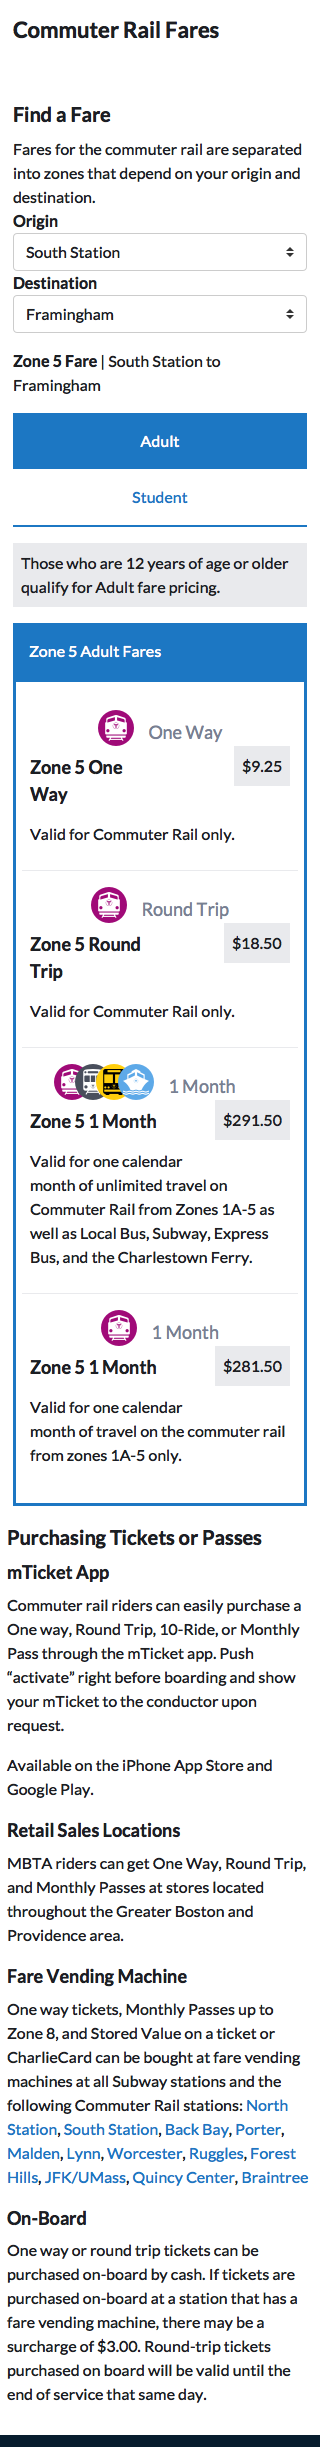 Commuter Rail Fares
Find a Fare
Fares for the commuter rail are separated
into zones that depend on your origin and
destination.
Origin
South Station
Destination
Framingham
Zone 5 Fare | South Station to
Framingham
Adult
Student
Those who are 12 years of age or older
qualify for Adult fare pricing.
Zone 5 Adult Fares
One Way
Zone 5 One
Way
$9.25
Valid for Commuter Rail only.
Round Trip
Zone 5 Round
Trip
$18.50
Valid for Commuter Rail only.
1 Month
Zone 5 1 Month
$291.50
Valid for one calendar
month of unlimited travel on
Commuter Rail from Zones 1A-5 as
well as Local Bus, Subway, Express
Bus, and the Charlestown Ferry.
1 Month
Zone 5 1 Month
$281.50
Valid for one calendar
month of travel on the commuter rail
from zones 1A-5 only.
Purchasing Tickets or Passes
mTicket App
Commuter rail riders can easily purchase a
One way, Round Trip, 10-Ride, or Monthly
Pass through the mTicket app. Push
“activate” right before boarding and show
your mTicket to the conductor upon
request.
Available on the iPhone App Store and
Google Play.
Retail Sales Locations
MBTA riders can get One Way, Round Trip,
and Monthly Passes at stores located
throughout the Greater Boston and
Providence area.
Fare Vending Machine
One way tickets, Monthly Passes up to
Zone 8, and Stored Value on a ticket or
CharlieCard can be bought at fare vending
machines at all Subway stations and the
following Commuter Rail stations: North
Station, South Station, Back Bay, Porter,
Malden, Lynn, Worcester, Ruggles, Forest
Hills, JFK/UMass, Quincy Center, Braintree
On-Board
One way or round trip tickets can be
purchased on-board by cash. If tickets are
purchased on-board at a station that has a
fare vending machine, there may be a
surcharge of $3.00. Round-trip tickets
purchased on board will be valid until the
end of service that same day.